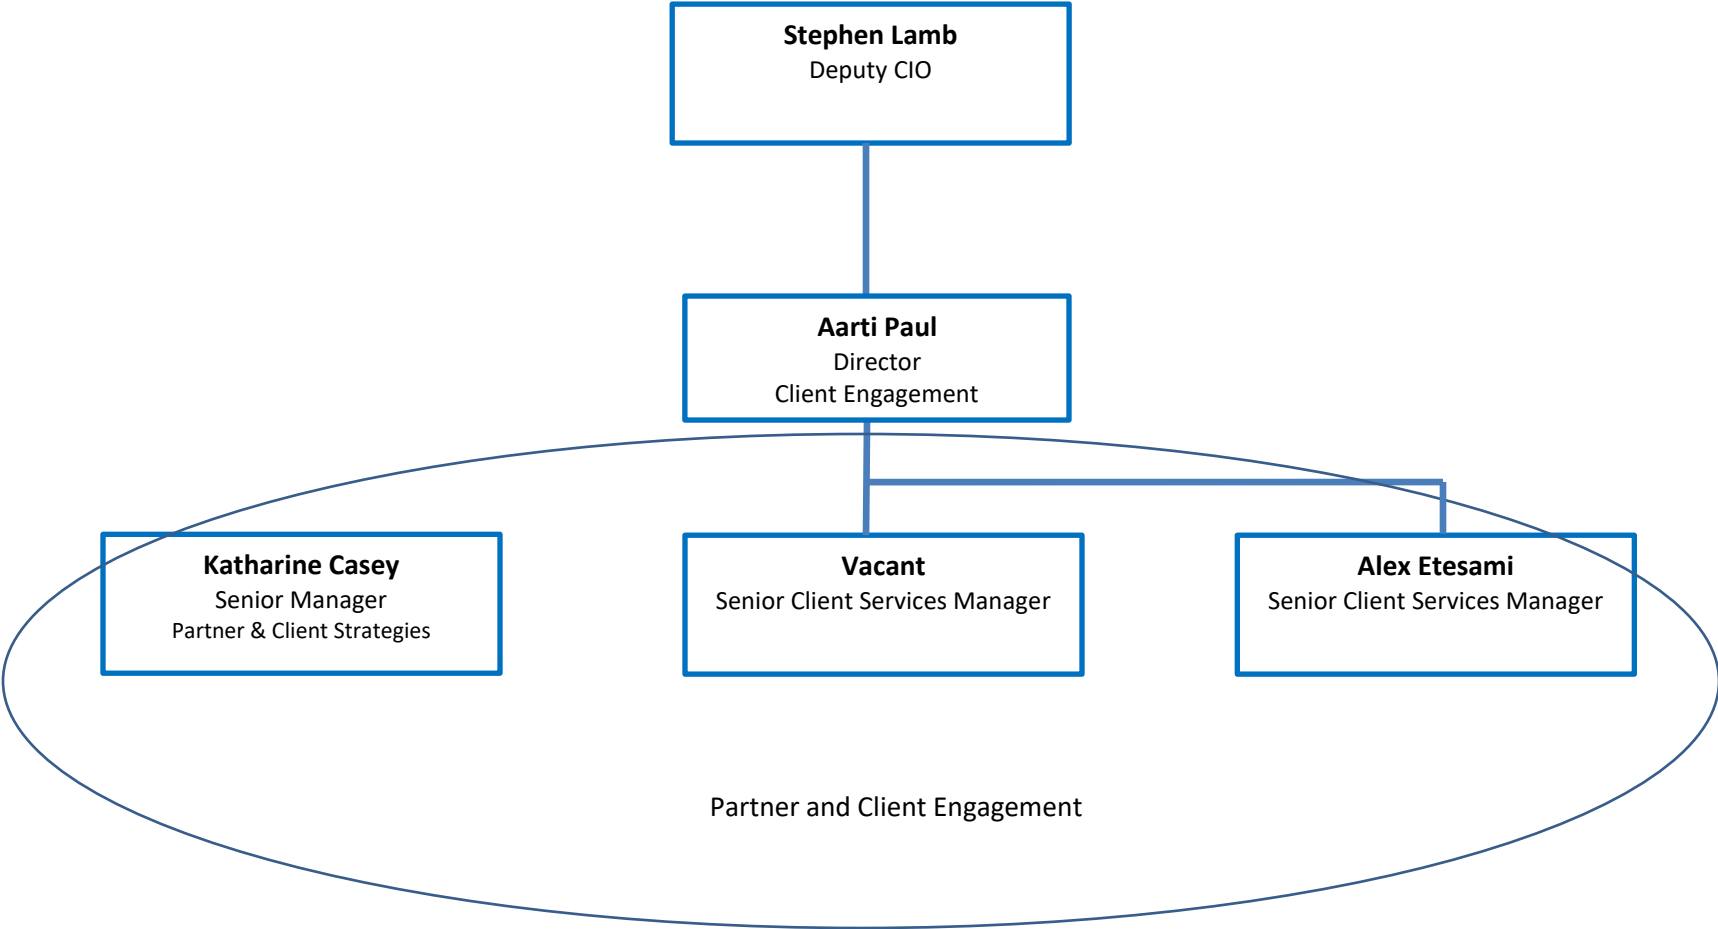 Stephen Lamb
Deputy CIO
Aarti Paul
Director
Client Engagement
Katharine Casey
Senior Manager
Partner & Client Strategies
Vacant
Senior Client Services Manager
Alex Etesami
Senior Client Services Manager
Partner and Client Engagement